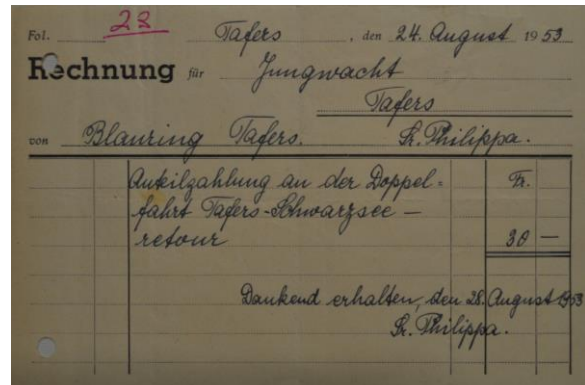 Fol. 28 Tafers, den 24. August 1953
Rechnung für Jungwacht
Tafers
von Blauring Tafers. Sr. Philippa.
Anteilzahlung an der Doppel= Fr.
fahrt Tafers-Schwarzsee —
retour 30 —
Dankend erhalten, den 28. August 1953
Sr. Philippa.